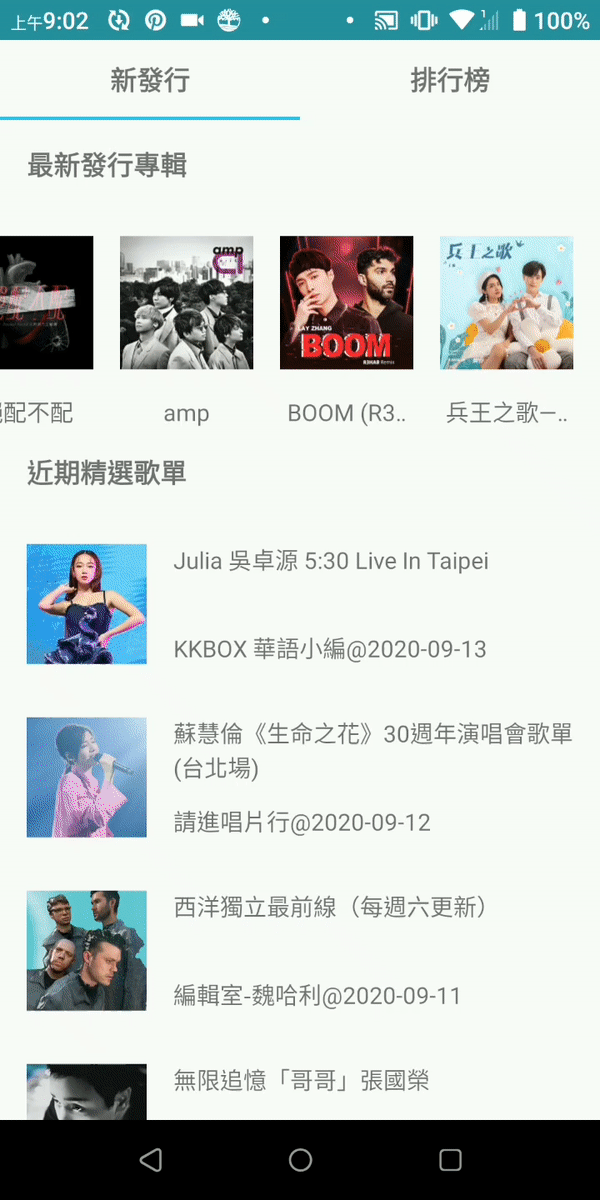 上午9:02
100%
新發行
排行榜
最新發行專輯
amp
LAY ZHANG
BOOM
R3HAB Remix
兵王之歌
配不配
amp
BOOM (R3..
兵王之歌－..
近期精選歌單
Julia 吳卓源 5:30 Live In Taipei
KKBOX 華語小編@2020-09-13
蘇慧倫《生命之花》30週年演唱會歌單
(台北場)
請進唱片行@2020-09-12
西洋獨立最前線（每週六更新）
編輯室-魏哈利@2020-09-11
無限追憶「哥哥」張國榮